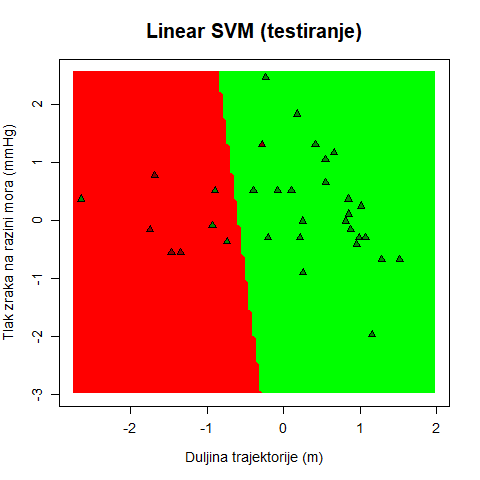 Linear SVM (testiranje)
Tlak zraka na razini mora (mmHg)
2
1
0
-1
-2
-3
-2 -1 0 1 2
Duljina trajektorije (m)